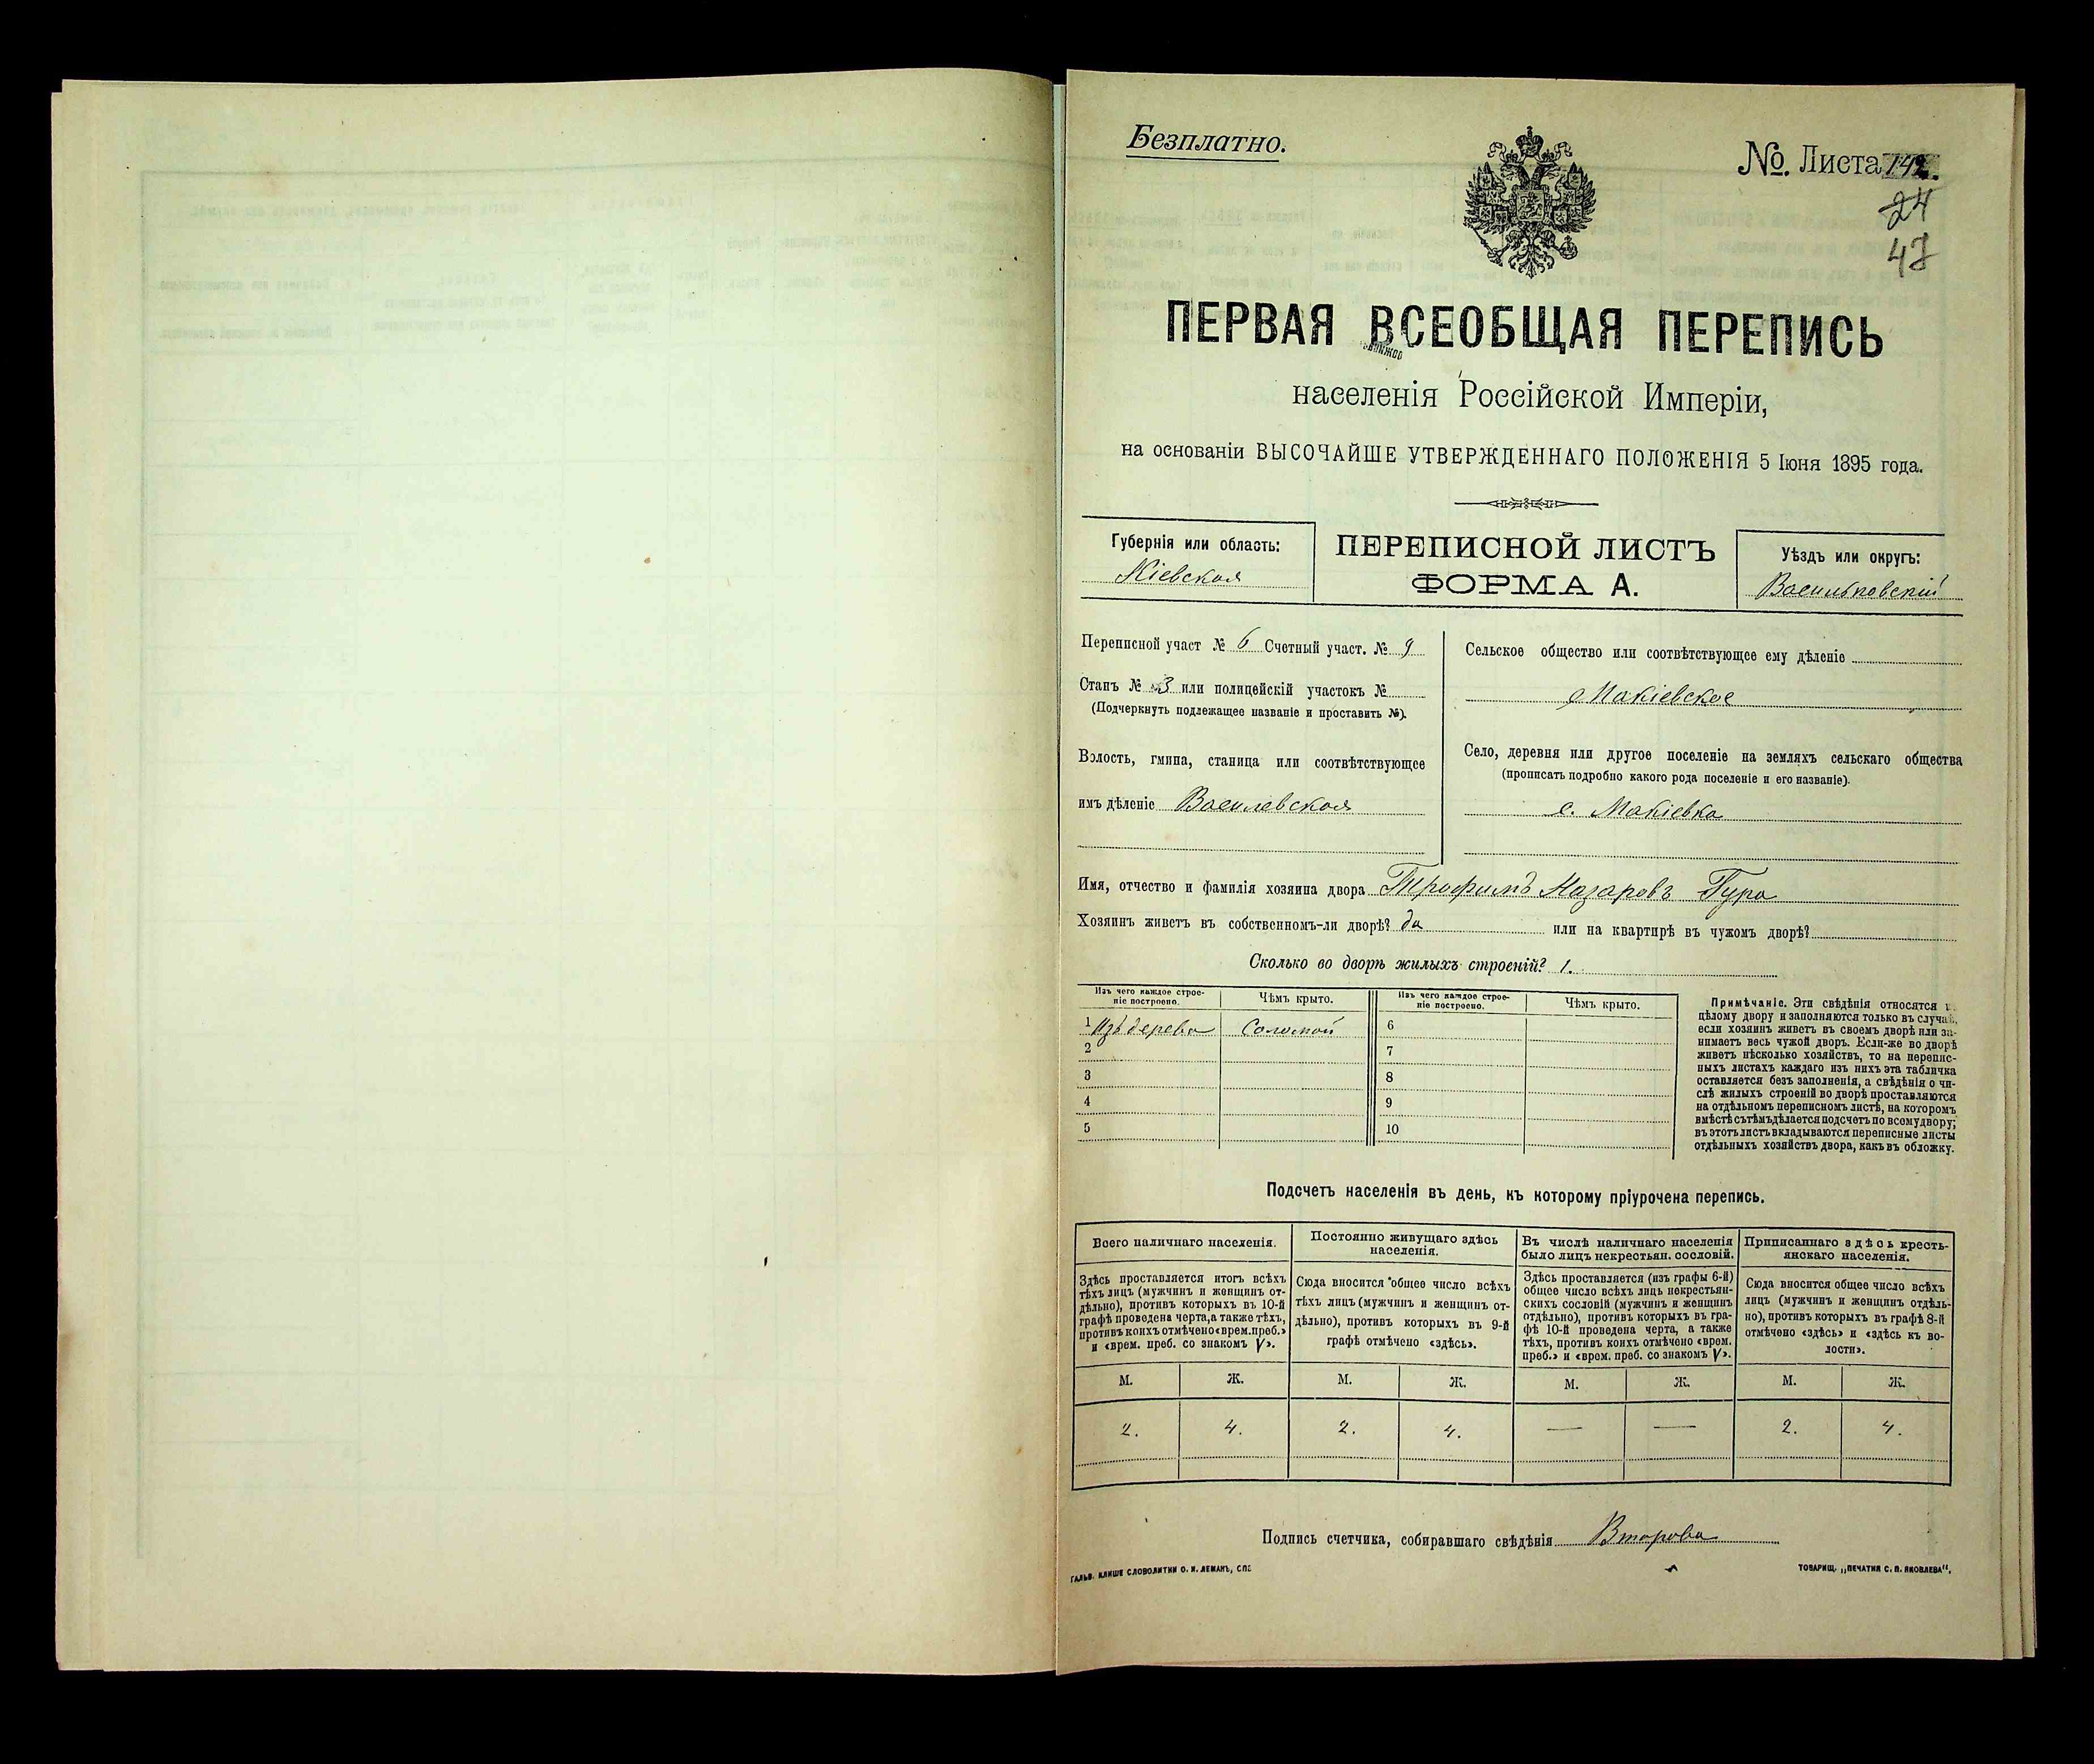 Безплатно.
№ Листа 142.
24
47
ПЕРВАЯ ВСЕОБЩАЯ ПЕРЕПИСЬ
населенія Россійской Имперіи,
на основаніи ВЫСОЧАЙШЕ УТВЕРЖДЕННАГО ПОЛОЖЕНІЯ 5 Іюня 1895 года.
Губернія или область:
Кіевская
ПЕРЕПИСНОЙ ЛИСТЪ
ФОРМА А.
Уѣздъ или округъ:
Васильковскій
Переписной участ № 6 Счетный участ. № 9
Станъ № 3 или полицейскій участокъ №
(Подчеркнуть подлежащее названіе и проставить №).
Волость, гмина, станица или соотвѣтствующее
имъ дѣленіе Василевская
Сельское общество или соотвѣтствующее ему дѣленіе
Макіевское
Село, деревня или другое поселеніе на земляхъ сельскаго общества
(прописать подробно какого рода поселеніе и его названіе).
с. Макіевка
Имя, отчество и фамилія хозяина двора Трофимъ Назаровъ Гура
Хозяинъ живетъ въ собственномъ-ли дворѣ? да или на квартирѣ въ чужомъ дворѣ?
Сколько во дворѣ жилыхъ строеній? 1.
Изъ чего каждое строе-
ніе построено.
Чѣмъ крыто.
Изъ чего каждое строе-
ніе построено.
Чѣмъ крыто.
1 Изъ дерева Соломой 6
2 7
3 8
4 9
5 10
Примѣчаніе. Эти свѣдѣнія относятся к
цѣлому двору и заполняются только въ случаѣ,
если хозяинъ живетъ въ своемъ дворѣ или за-
нимаетъ весь чужой дворъ. Если-же во дворѣ
живетъ нѣсколько хозяйствъ, то на перепис-
ныхъ листахъ каждаго изъ нихъ эта табличка
оставляется безъ заполненія, а свѣдѣнія о чи-
слѣ жилыхъ строеній во дворѣ проставляются
на отдѣльномъ переписномъ листѣ, на которомъ
вмѣстѣ съ тѣмъ дѣлается подсчетъ по всему двору;
въ этотъ листъ вкладываются переписные листы
отдѣльныхъ хозяйствъ двора, какъ въ обложку.
Подсчетъ населенія въ день, къ которому пріурочена перепись.
Всего наличнаго населенія.
Здѣсь проставляется итогъ всѣхъ
тѣхъ лицъ (мужчинъ и женщинъ от-
дѣльно), противъ которыхъ въ 10-й
графѣ проведена черта, а также тѣхъ,
противъ коихъ отмѣчено «врем. преб.»
и «врем. преб. со знакомъ V».
Постоянно живущаго здѣсь
населенія.
Сюда вносится общее число всѣхъ
тѣхъ лицъ (мужчинъ и женщинъ от-
дѣльно), противъ которыхъ въ 9-й
графѣ отмѣчено «здѣсь».
Въ числѣ наличнаго населенія
было лицъ некрестьян. сословій.
Здѣсь проставляется (изъ графы 6-й)
общее число всѣхъ лицъ некрестьян-
скихъ сословій (мужчинъ и женщинъ
отдѣльно), противъ которыхъ въ гра-
фѣ 10-й проведена черта, а также
тѣхъ, противъ коихъ отмѣчено «врем.
преб.» и «врем. преб. со знакомъ V».
Приписаннаго здѣсь кресть-
янскаго населенія.
Сюда вносится общее число всѣхъ
лицъ (мужчинъ и женщинъ отдѣль-
но), противъ которыхъ въ графѣ 8-й
отмѣчено «здѣсь» и «здѣсь къ во-
лости».
М. Ж. М. Ж. М. Ж. М. Ж.
2. 4. 2. 4. — — 2. 4.
Подпись счетчика, собиравшаго свѣдѣнія Второва
ГАЛЬВ. КЛИШЕ СЛОВОЛИТНИ О. И. ЛЕМАНЪ, СПБ
ТОВАРИЩ. „ПЕЧАТНЯ С. П. ЯКОВЛЕВА".